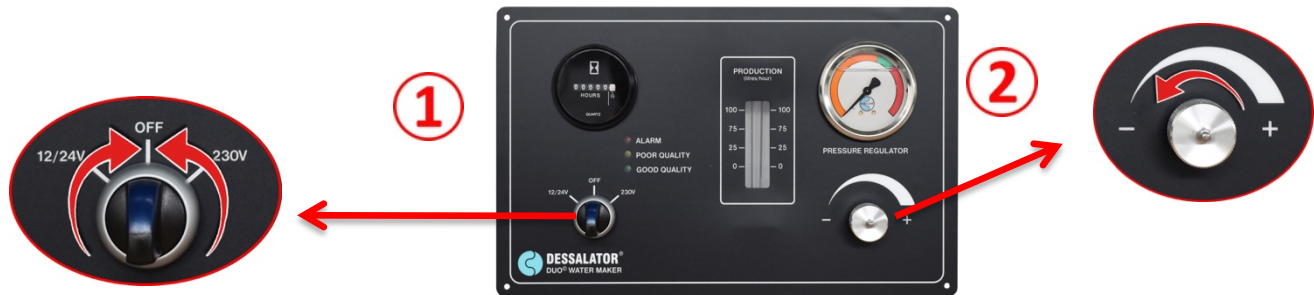 OFF
12/24V
230V
1
HOURS
QUARTZ
ALARM
POOR QUALITY
GOOD QUALITY
OFF
12/24V
230V
DESSALATOR®
DUO© WATER MAKER
PRODUCTION
(litres/hour)
100 100
75 75
25 25
0 0
PRESSURE REGULATOR
- +
2
- +